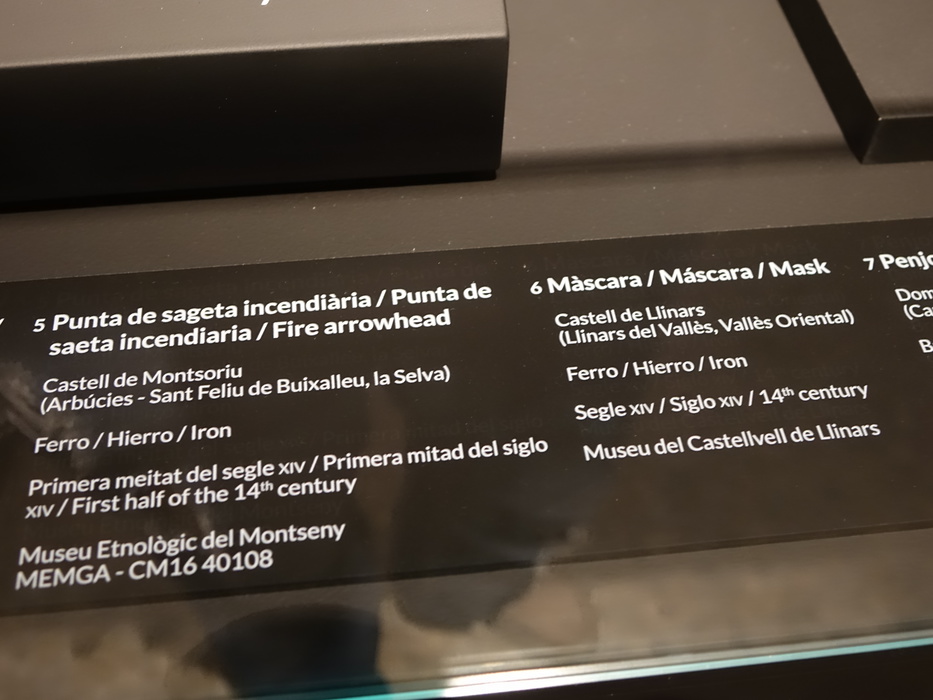 5 Punta de sageta incendiària / Punta de
saeta incendiaria / Fire arrowhead
Castell de Montsoriu
(Arbúcies - Sant Feliu de Buixalleu, la Selva)
Ferro / Hierro / Iron
Primera meitat del segle XIV / Primera mitad del siglo
XIV / First half of the 14th century
Museu Etnològic del Montseny
MEMGA - CM16 40108
6 Màscara / Máscara / Mask
Castell de Llinars
(Llinars del Vallès, Vallès Oriental)
Ferro / Hierro / Iron
Segle XIV / Siglo XIV / 14th century
Museu del Castellvell de Llinars
7